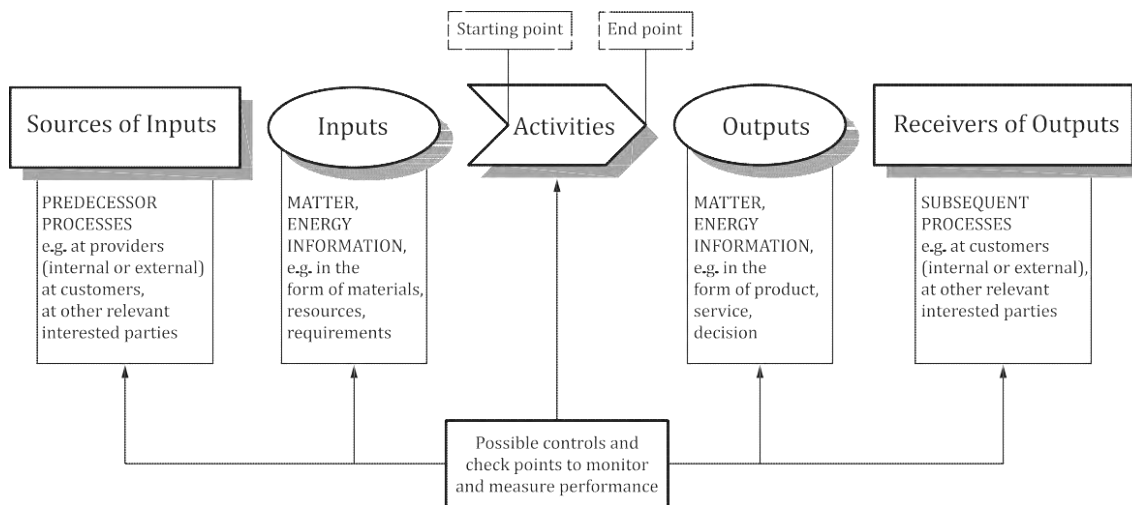 Starting point
End point
Sources of Inputs
Inputs
Activities
Outputs
Receivers of Outputs
PREDECESSOR
PROCESSES
e.g. at providers
(internal or external)
at customers,
at other relevant
interested parties
MATTER,
ENERGY
INFORMATION,
e.g. in the
form of materials,
resources,
requirements
MATTER,
ENERGY
INFORMATION,
e.g. in the
form of product,
service,
decision
SUBSEQUENT
PROCESSES
e.g. at customers
(internal or external),
at other relevant
interested parties
Possible controls and
check points to monitor
and measure performance